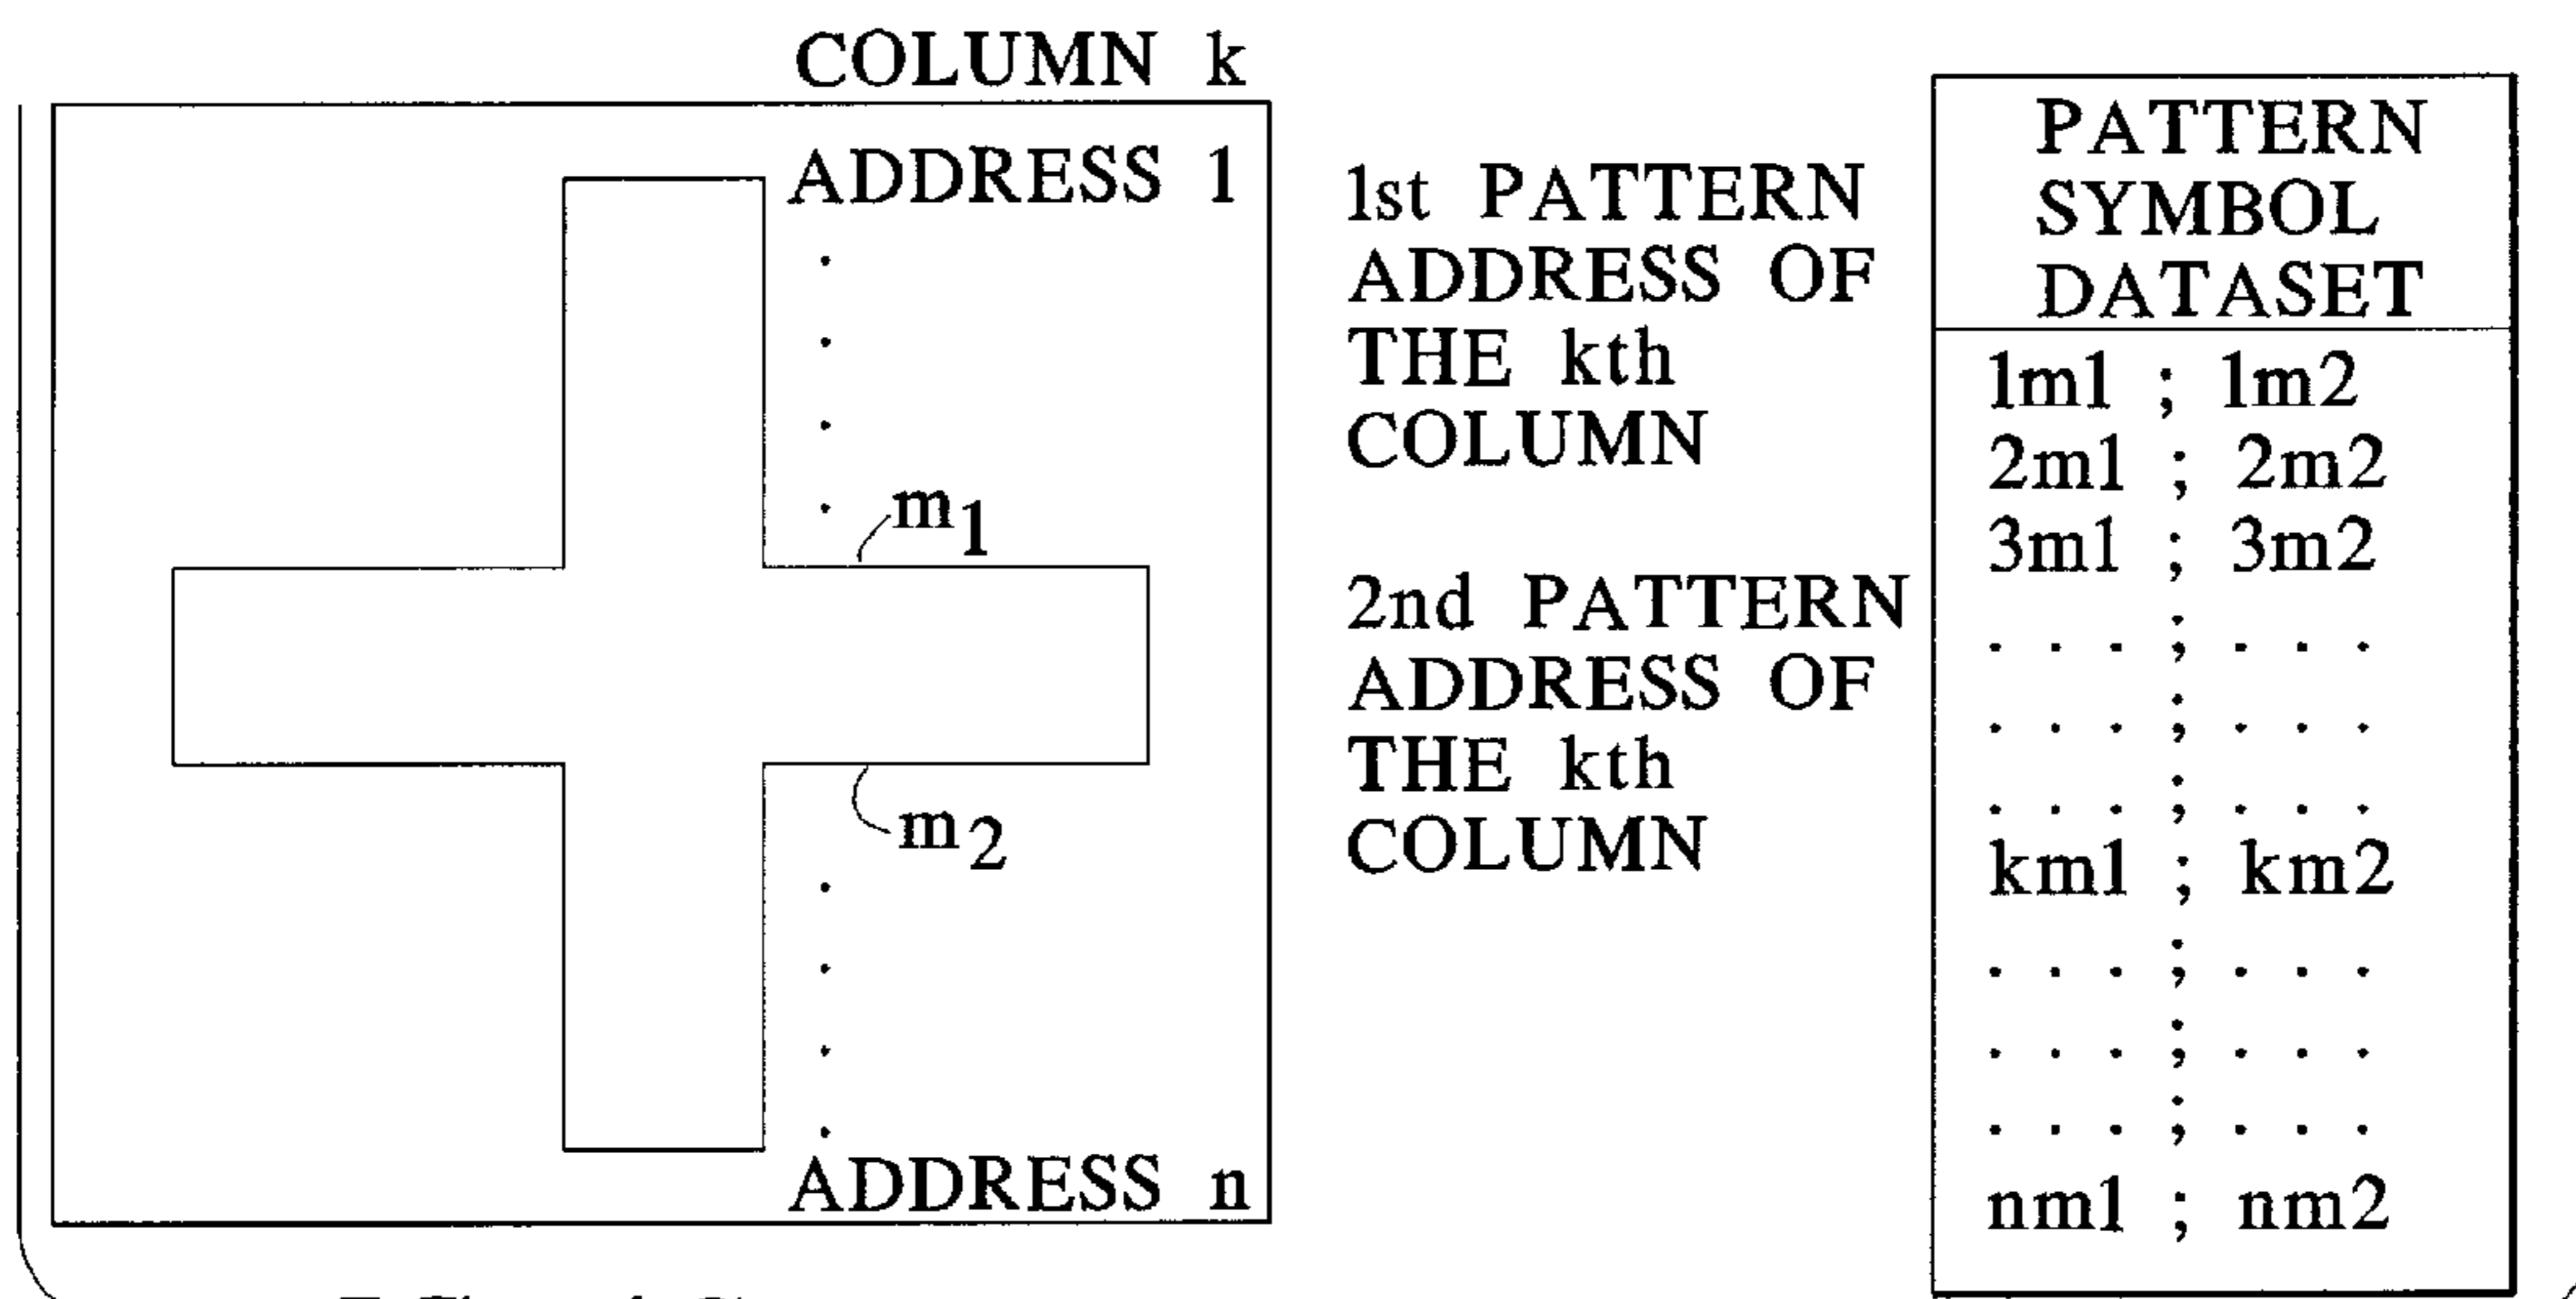 COLUMN k
ADDRESS 1
m1
m2
ADDRESS n
1st PATTERN
ADDRESS OF
THE kth
COLUMN
2nd PATTERN
ADDRESS OF
THE kth
COLUMN
PATTERN
SYMBOL
DATASET
1m1 ; 1m2
2m1 ; 2m2
3m1 ; 3m2
. . . ; . . .
. . . ; . . .
. . . ; . . .
km1 ; km2
. . . ; . . .
. . . ; . . .
. . . ; . . .
nm1 ; nm2